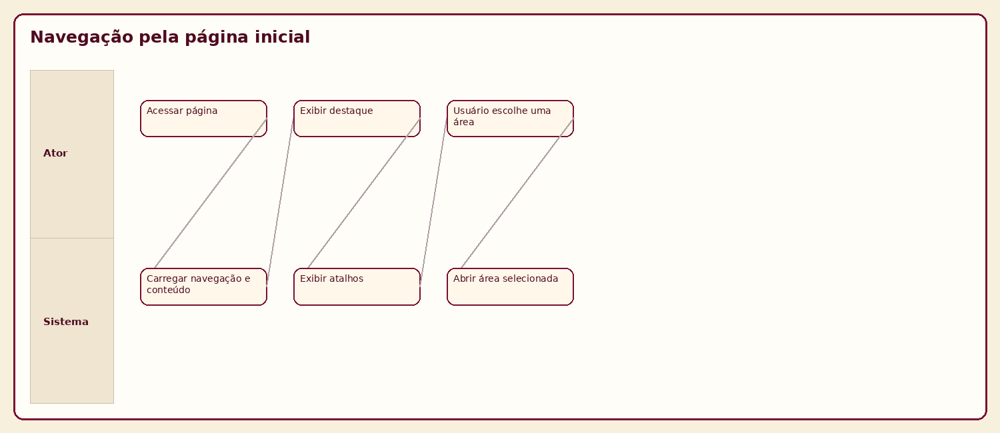 Navegação pela página inicial
Ator
Acessar página
Exibir destaque
Usuário escolhe uma
área
Sistema
Carregar navegação e
conteúdo
Exibir atalhos
Abrir área selecionada